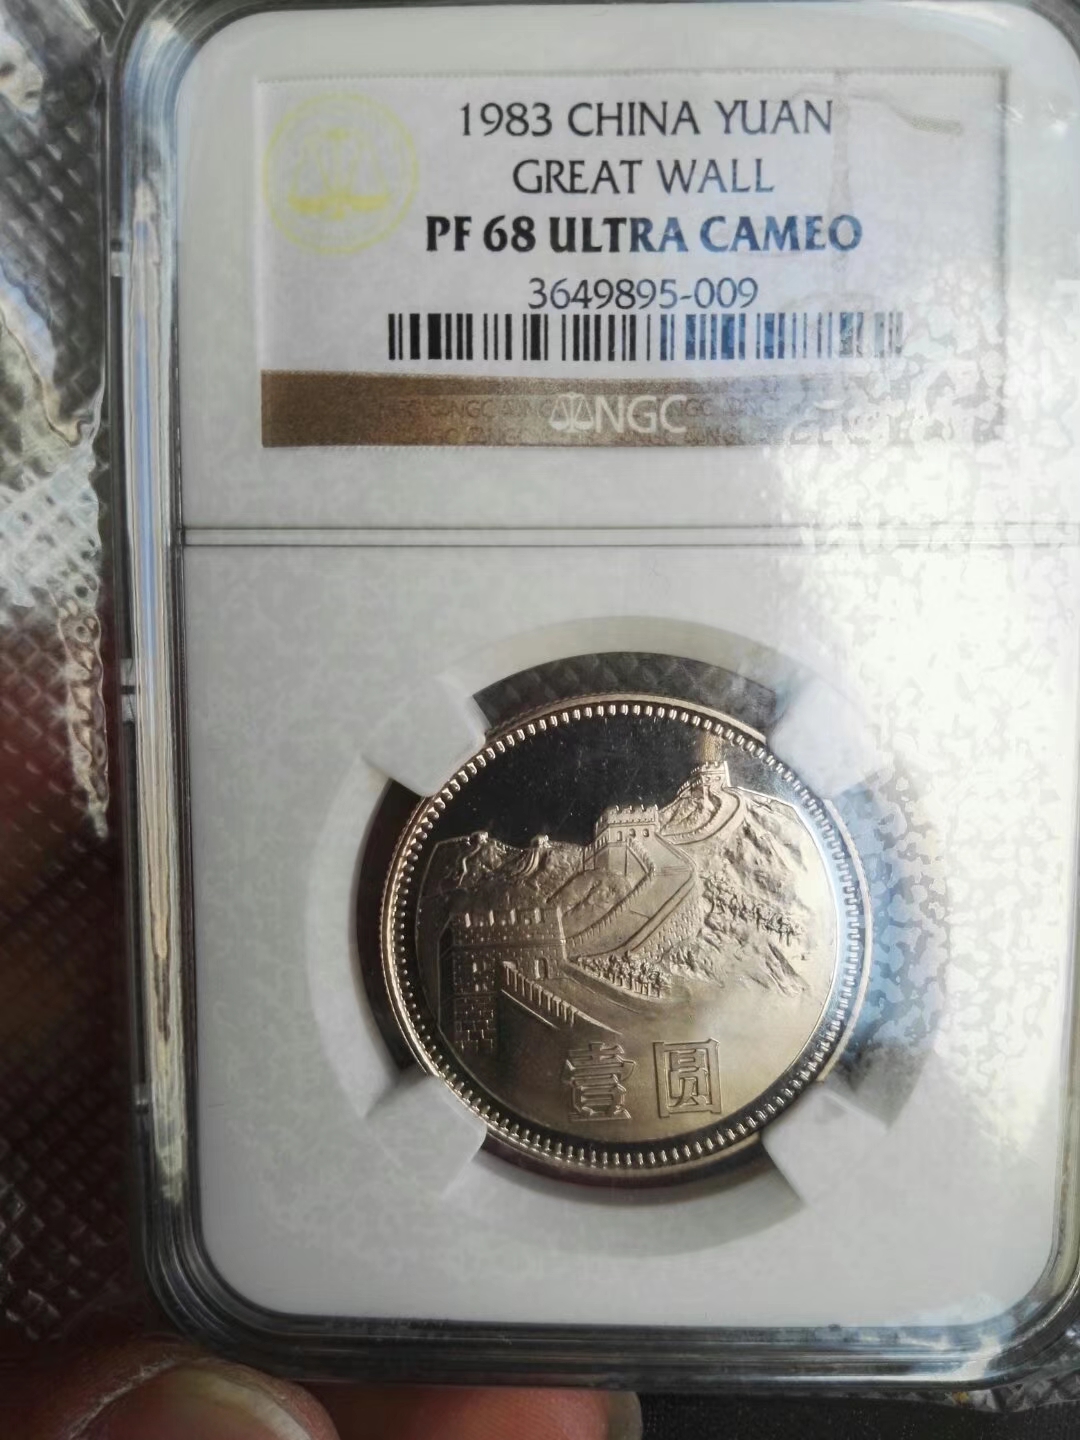 1983 CHINA YUAN
GREAT WALL
PF 68 ULTRA CAMEO
3649895-009
NGC
壹圆